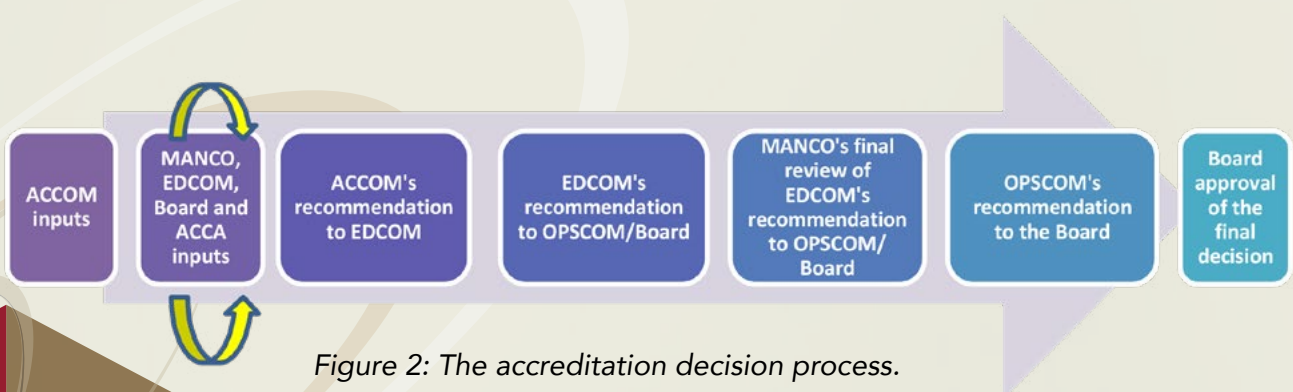 ACCOM
inputs
MANCO,
EDCOM,
Board and
ACCA
inputs
ACCOM's
recommendation
to EDCOM
EDCOM's
recommendation
to OPSCOM/Board
MANCO's final
review of
EDCOM's
recommendation
to OPSCOM/
Board
OPSCOM's
recommendation
to the Board
Board
approval
of the
final
decision
Figure 2: The accreditation decision process.